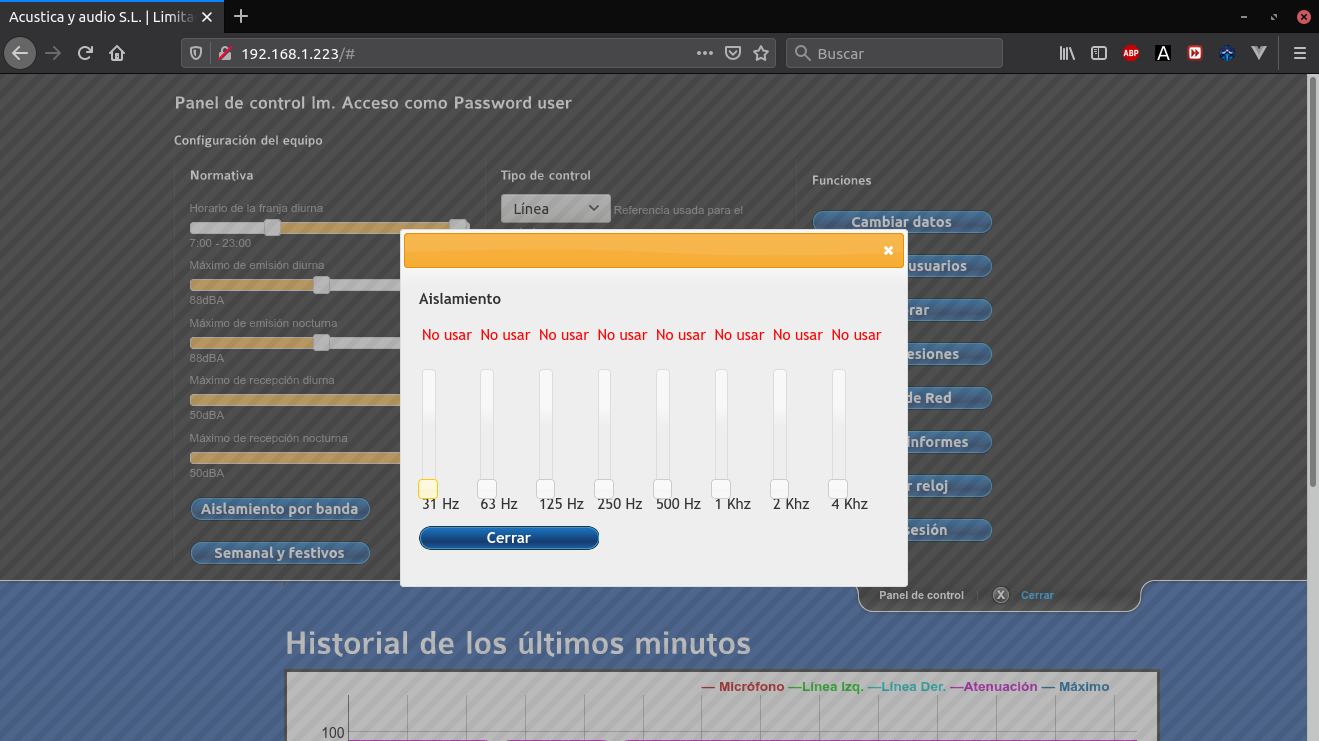 Acustica y audio S.L. | Limita
192.168.1.223/#
Buscar
ABP
A
Panel de control lm. Acceso como Password user
Configuración del equipo
Normativa
Horario de la franja diurna
7:00 - 23:00
Máximo de emisión diurna
88dBA
Máximo de emisión nocturna
88dBA
Máximo de recepción diurna
50dBA
Máximo de recepción nocturna
50dBA
Aislamiento por banda
Semanal y festivos
Tipo de control
Línea
Referencia usada para el
Funciones
Cambiar datos
usuarios
rar
esiones
de Red
informes
r reloj
sesión
Aislamiento
No usar No usar No usar No usar No usar No usar No usar No usar
31 Hz 63 Hz 125 Hz 250 Hz 500 Hz 1 Khz 2 Khz 4 Khz
Cerrar
Panel de control X Cerrar
Historial de los últimos minutos
— Micrófono —Línea Izq. —Línea Der. —Atenuación — Máximo
100